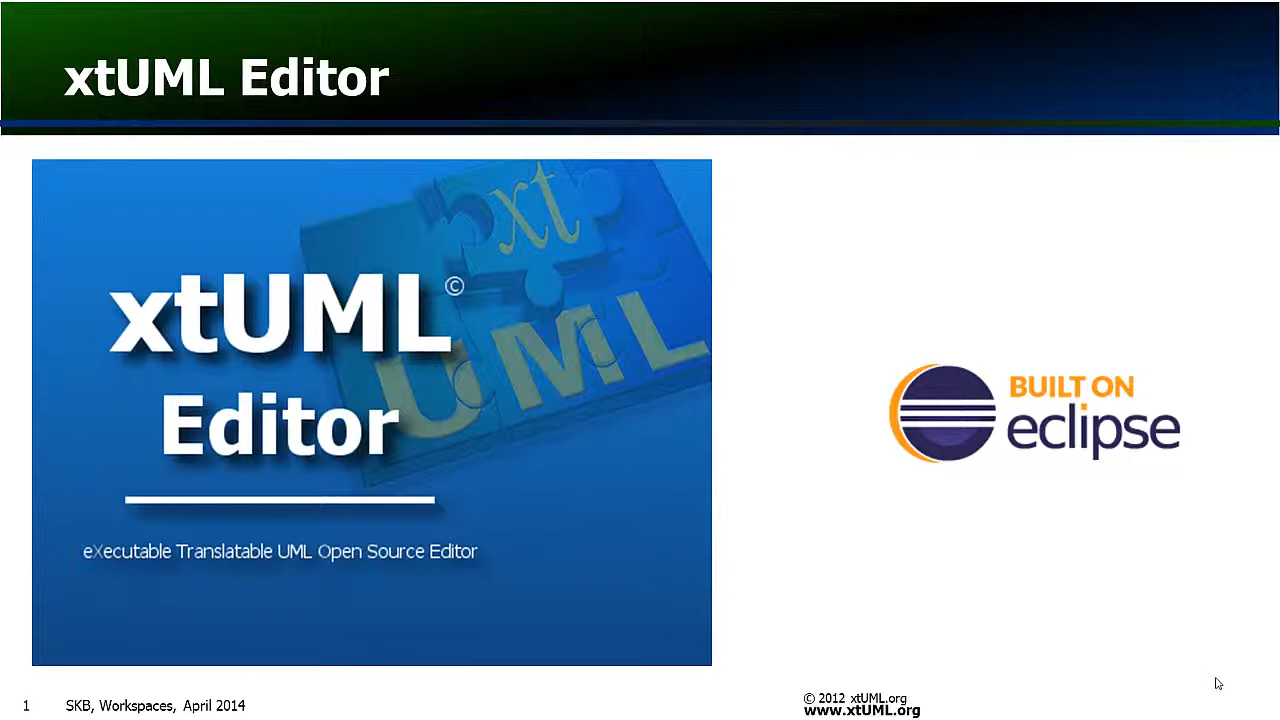 xtUML Editor
xt
UML
xtUML©
Editor
eXecutable Translatable UML Open Source Editor
BUILT ON
eclipse
1 SKB, Workspaces, April 2014
© 2012 xtUML.org
www.xtUML.org